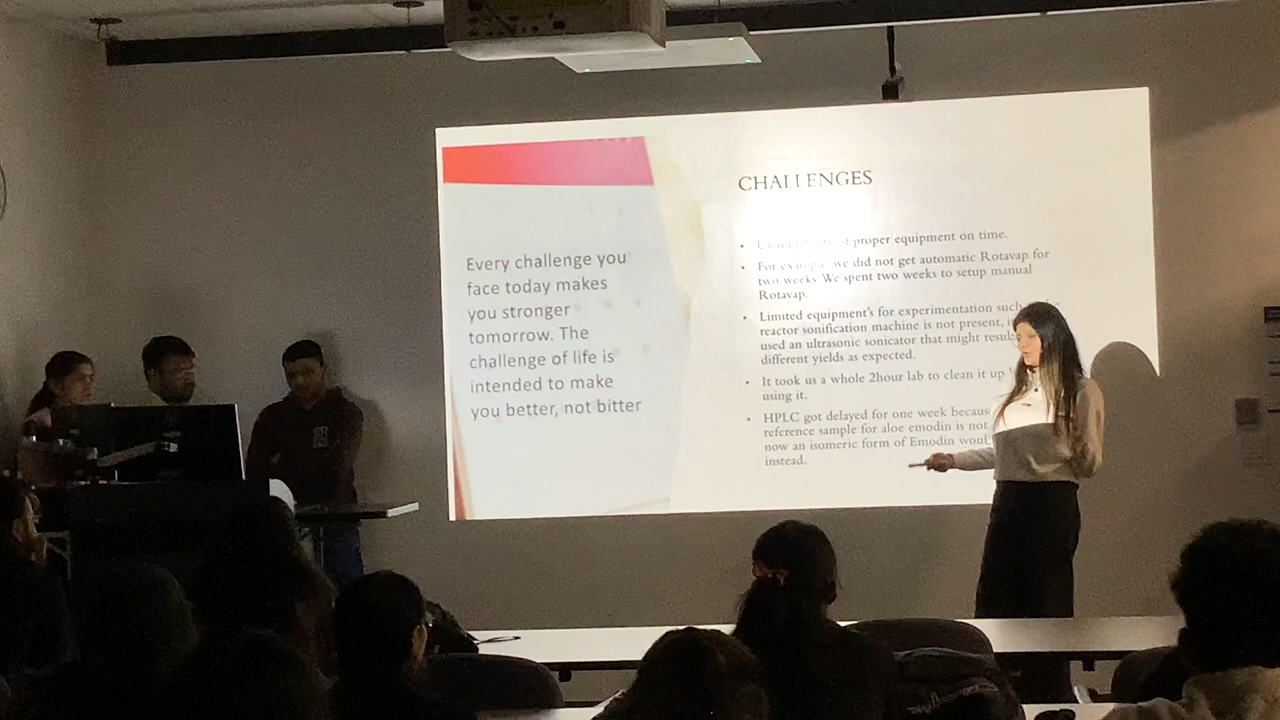 Every challenge you
face today makes
you stronger
tomorrow. The
challenge of life is
intended to make
you better, not bitter
CHALLENGES
• proper equipment on time.
• For example we did not get automatic Rotavap for
two weeks We spent two weeks to setup manual
Rotavap.
• Limited equipment's for experimentation such
reactor sonification machine is not present,
used an ultrasonic sonicator that might
different yields as expected.
• It took us a whole 2hour lab to clean it up
using it.
• HPLC got delayed for one week
reference sample for aloe emodin is
now an isomeric form of Emodin
instead.
N